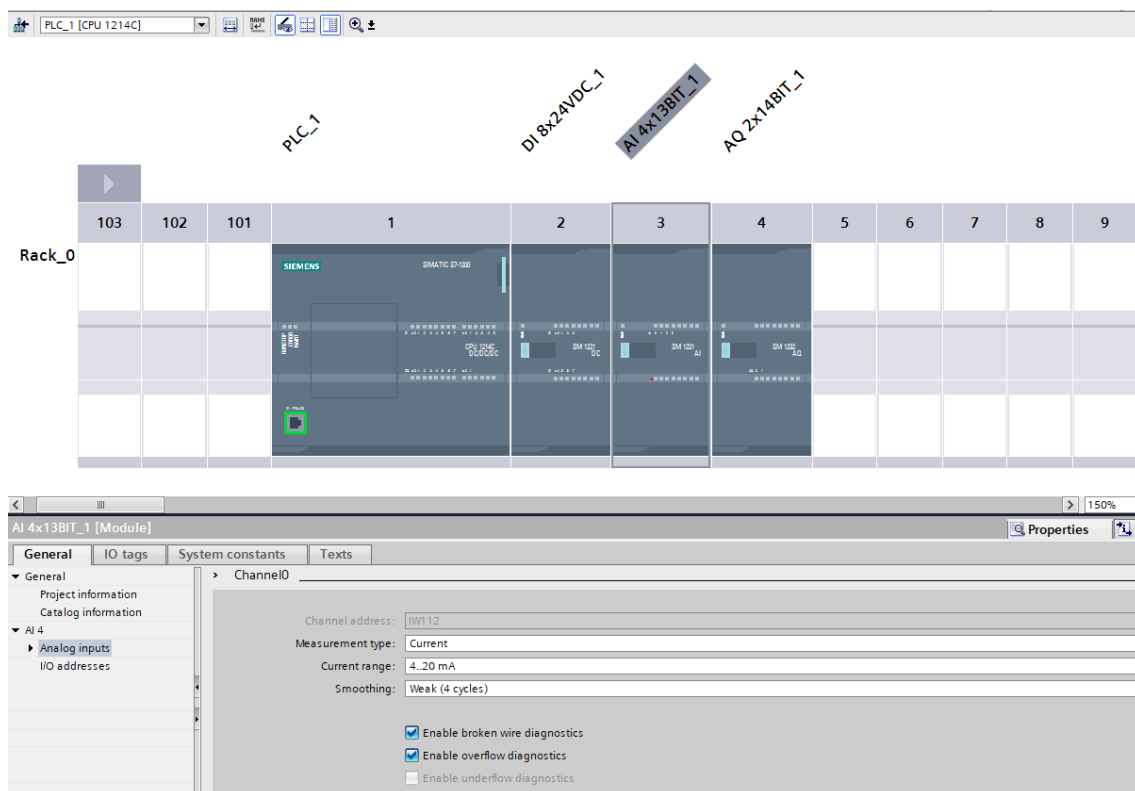 PLC_1 [CPU 1214C]
PLC_1
DI 8x24VDC_1
AI 4x13BIT_1
AQ 2x14BIT_1
103 102 101 1 2 3 4 5 6 7 8 9
Rack_0
SIEMENS SIMATIC S7-1200
CPU 1214C
DC/DC/DC
SM 1221
DC
SM 1231
AI
SM 1232
AQ
150%
AI 4x13BIT_1 [Module]
Properties
General IO tags System constants Texts
General
Project information
Catalog information
AI 4
Analog inputs
I/O addresses
Channel0
Channel address: IW112
Measurement type: Current
Current range: 4..20 mA
Smoothing: Weak (4 cycles)
Enable broken wire diagnostics
Enable overflow diagnostics
Enable underflow diagnostics